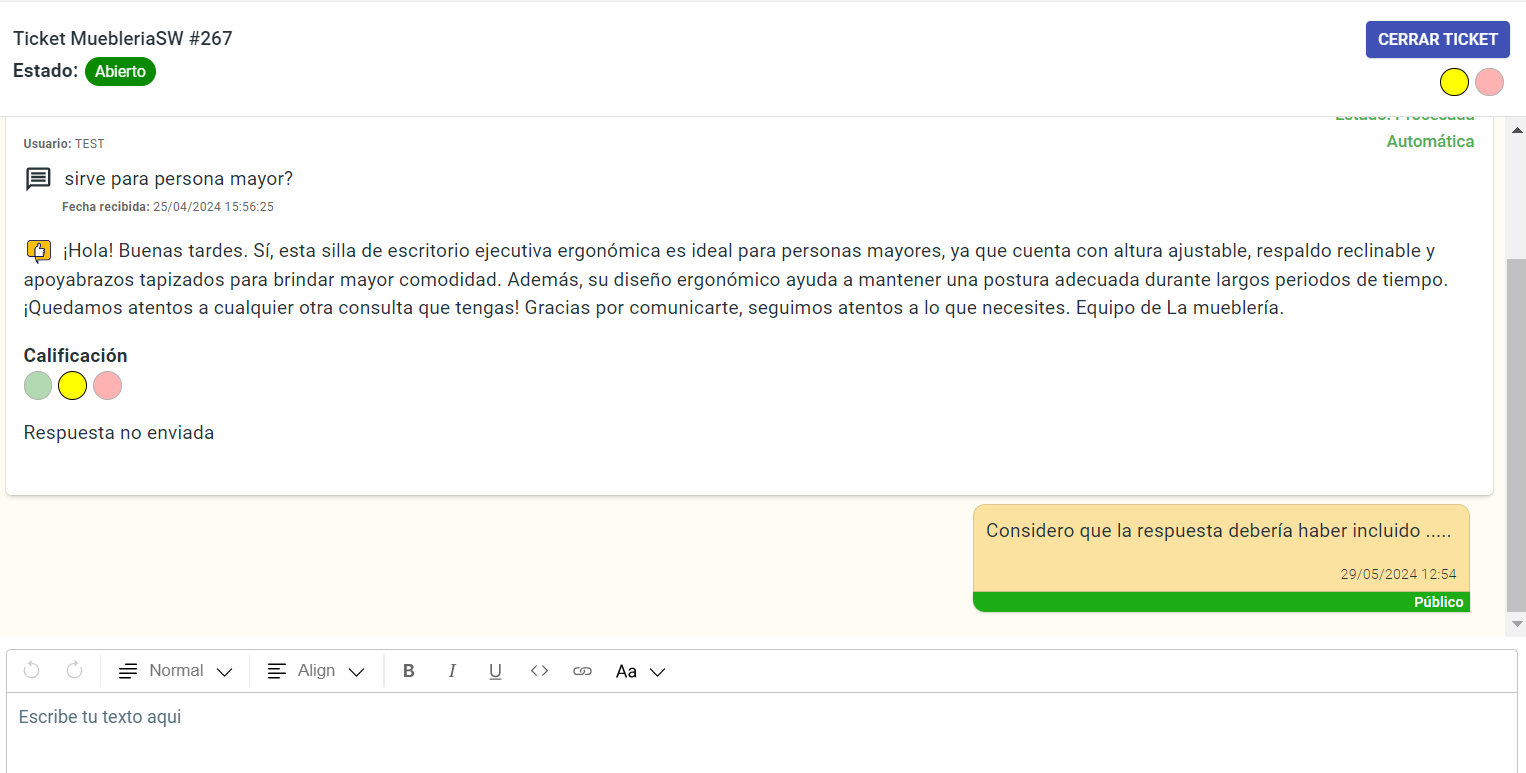 Ticket MuebleriaSW #267
CERRAR TICKET
Estado: Abierto
Estado: Procesada
Automática
Usuario: TEST
sirve para persona mayor?
Fecha recibida: 25/04/2024 15:56:25
¡Hola! Buenas tardes. Sí, esta silla de escritorio ejecutiva ergonómica es ideal para personas mayores, ya que cuenta con altura ajustable, respaldo reclinable y
apoyabrazos tapizados para brindar mayor comodidad. Además, su diseño ergonómico ayuda a mantener una postura adecuada durante largos periodos de tiempo.
¡Quedamos atentos a cualquier otra consulta que tengas! Gracias por comunicarte, seguimos atentos a lo que necesites. Equipo de La mueblería.
Calificación
Respuesta no enviada
Considero que la respuesta debería haber incluido .....
29/05/2024 12:54
Público
Normal Align B I U <> Aa
Escribe tu texto aqui